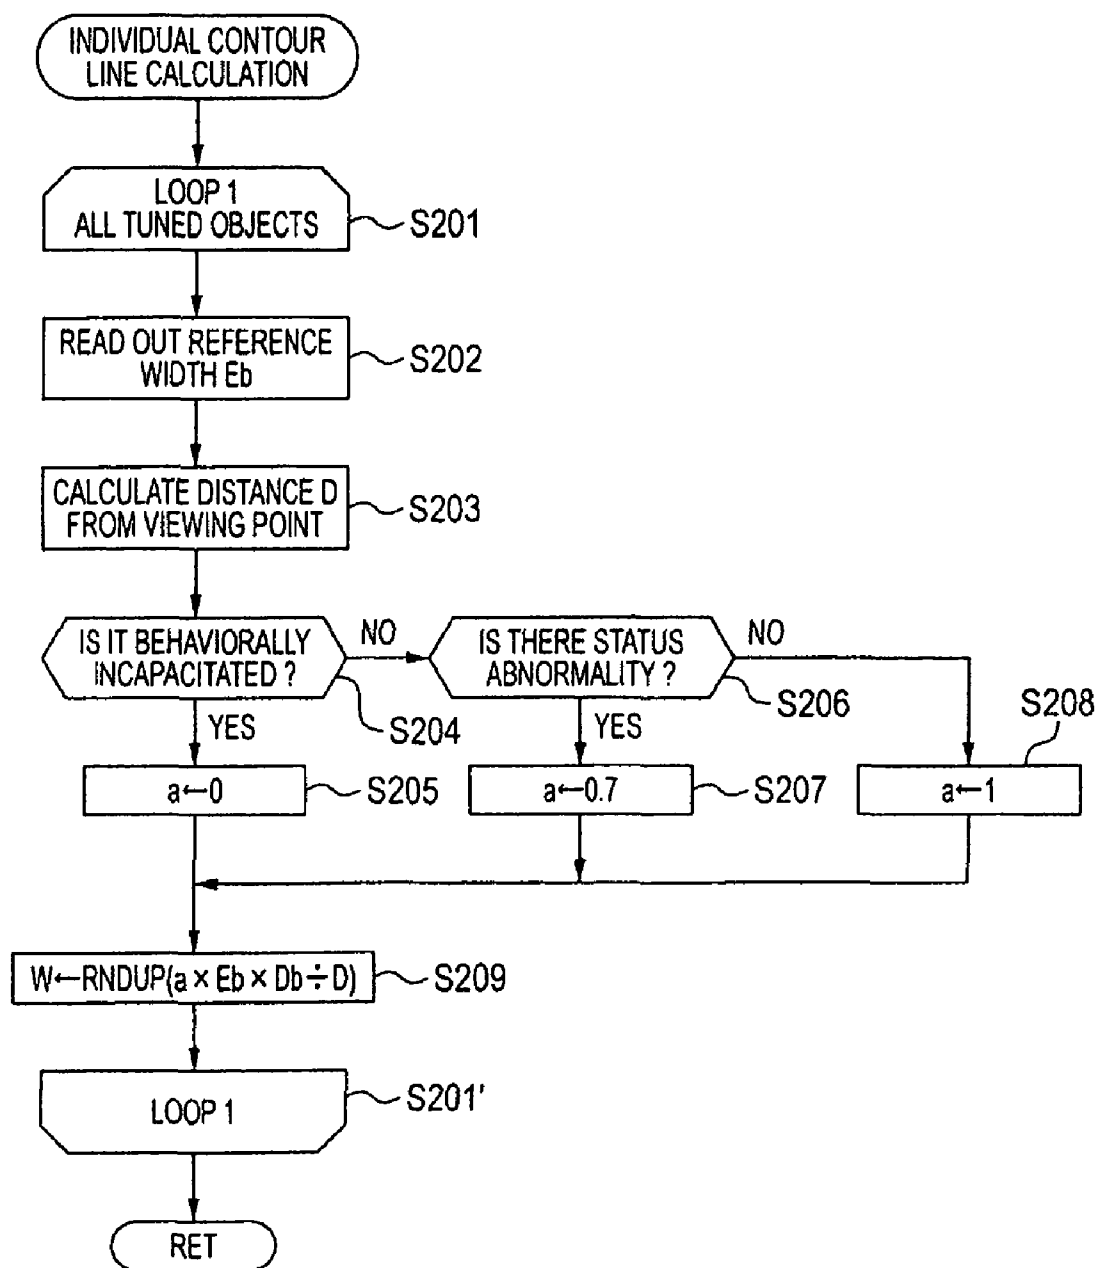 INDIVIDUAL CONTOUR
LINE CALCULATION
LOOP 1
ALL TUNED OBJECTS
S201
READ OUT REFERENCE
WIDTH Eb
S202
CALCULATE DISTANCE D
FROM VIEWING POINT
S203
IS IT BEHAVIORALLY
INCAPACITATED ?
NO
S204
YES
IS THERE STATUS
ABNORMALITY ?
NO
S206
YES
S208
a←0
S205
a←0.7
S207
a←1
W←RNDUP(a × Eb × Db ÷ D)
S209
LOOP 1
S201'
RET